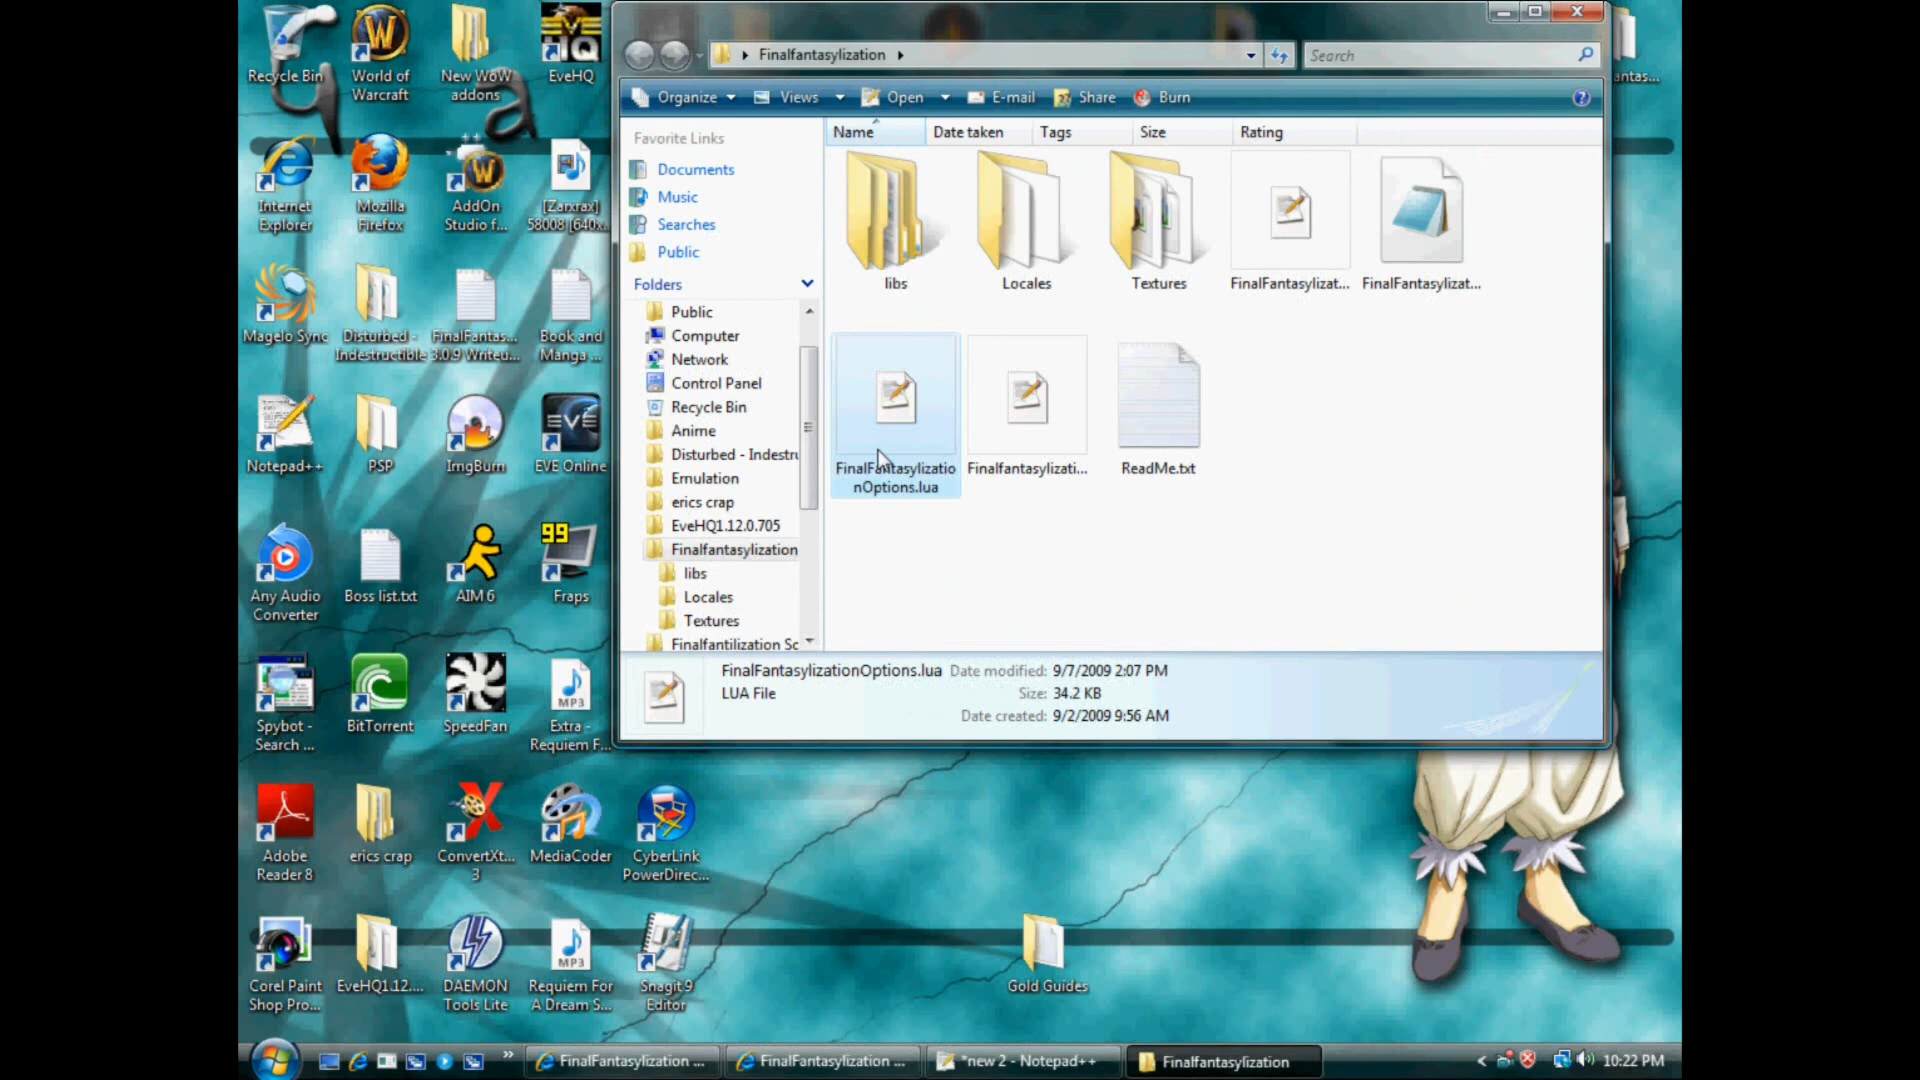 Finalfantasylization
Search
Organize
Views
Open
E-mail
Share
Burn
Favorite Links
Documents
Music
Searches
Public
Folders
Public
Computer
Network
Control Panel
Recycle Bin
Anime
Disturbed - Indestru
Emulation
erics crap
EveHQ1.12.0.705
Finalfantasylization
libs
Locales
Textures
Finalfantilization Sc
Name
Date taken
Tags
Size
Rating
libs
Locales
Textures
FinalFantasylizat...
FinalFantasylizat...
FinalFantasylizatio
nOptions.lua
Finalfantasylizati...
ReadMe.txt
FinalFantasylizationOptions.lua Date modified: 9/7/2009 2:07 PM
LUA File Size: 34.2 KB
Date created: 9/2/2009 9:56 AM
Recycle Bin
World of
Warcraft
New WoW
addons
EveHQ
antas...
Internet
Explorer
Mozilla
Firefox
AddOn
Studio f...
[Zanxrax]
58008 [640x...
Magelo Sync
Disturbed -
Indestructible
FinalFantas...
3.0.9 Writeu...
Book and
Manga ...
Notepad++
PSP
ImgBurn
EVE
EVE Online
Any Audio
Converter
Boss list.txt
AIM 6
99
Fraps
Spybot -
Search ...
BitTorrent
SpeedFan
MP3
Extra -
Requiem F...
Adobe
Reader 8
erics crap
ConvertXt...
3
MediaCoder
CyberLink
PowerDirec...
Corel Paint
Shop Pro...
EveHQ1.12....
DAEMON
Tools Lite
MP3
Requiem For
A Dream S...
Snagit 9
Editor
Gold Guides
FinalFantasylization ...
FinalFantasylization ...
*new 2 - Notepad++
Finalfantasylization
10:22 PM